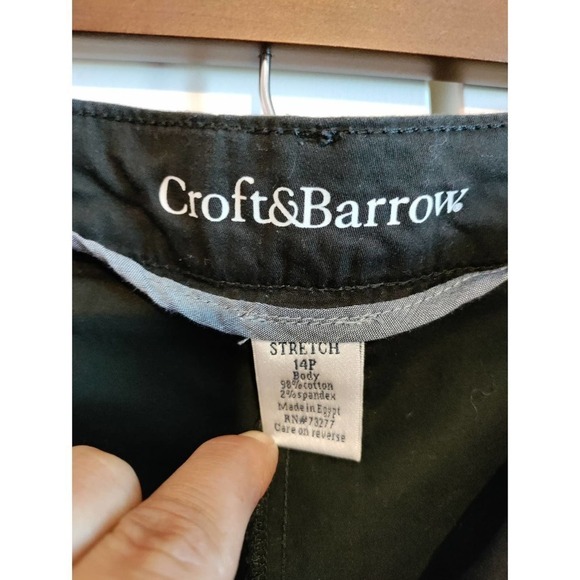 Croft&Barrow.
STRETCH
14P
Body
98%cotton
2%spandex
Made in Egypt
RN#73277
Care on reverse